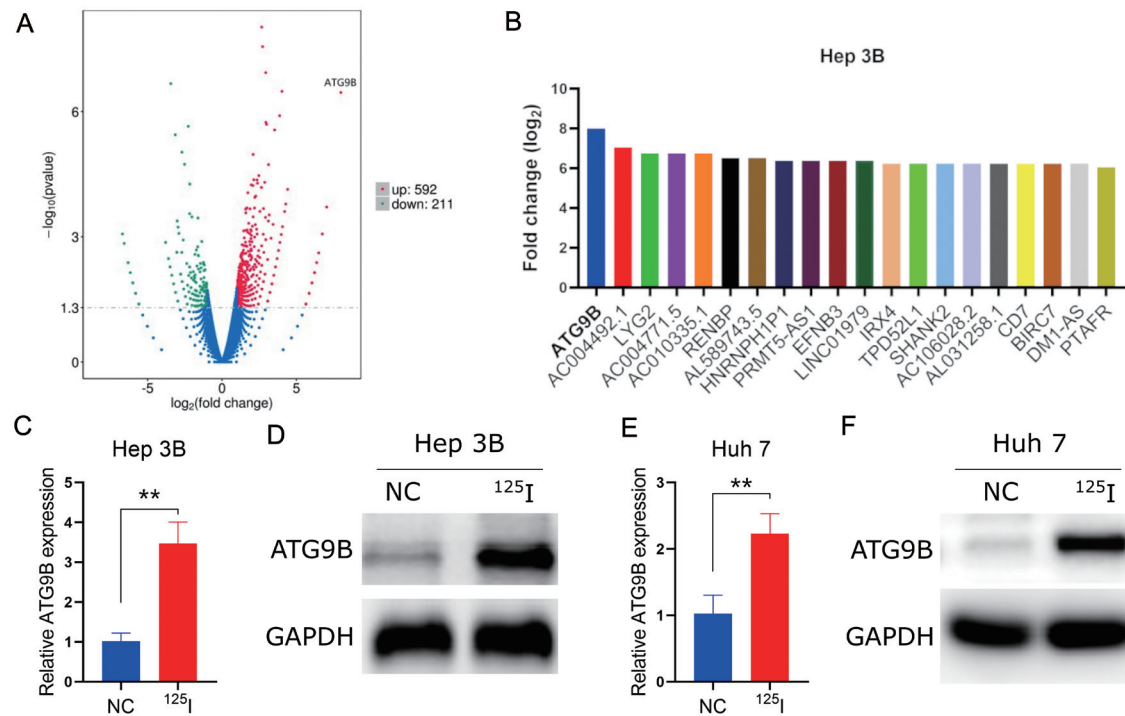 A
ATG9B
6
3
1.3
0
−log10(pvalue)
-5
0
5
log2(fold change)
up: 592
down: 211
B
Hep 3B
Fold change (log2)
10
8
6
4
2
0
ATG9B
AC004492.1
LYG2
AC004771.5
AC010335.1
RENBP
AL589743.5
HNRNPH1P1
PRMT5-AS1
EFNB3
LINC01979
IRX4
TPD52L1
SHANK2
AC106028.2
AL031258.1
CD7
BIRC7
DM1-AS
PTAFR
C
Hep 3B
Relative ATG9B expression
5
4
3
2
1
0
**
NC
125I
D
Hep 3B
NC
125I
ATG9B
GAPDH
E
Huh 7
Relative ATG9B expression
3
2
1
0
**
NC
125I
F
Huh 7
NC
125I
ATG9B
GAPDH